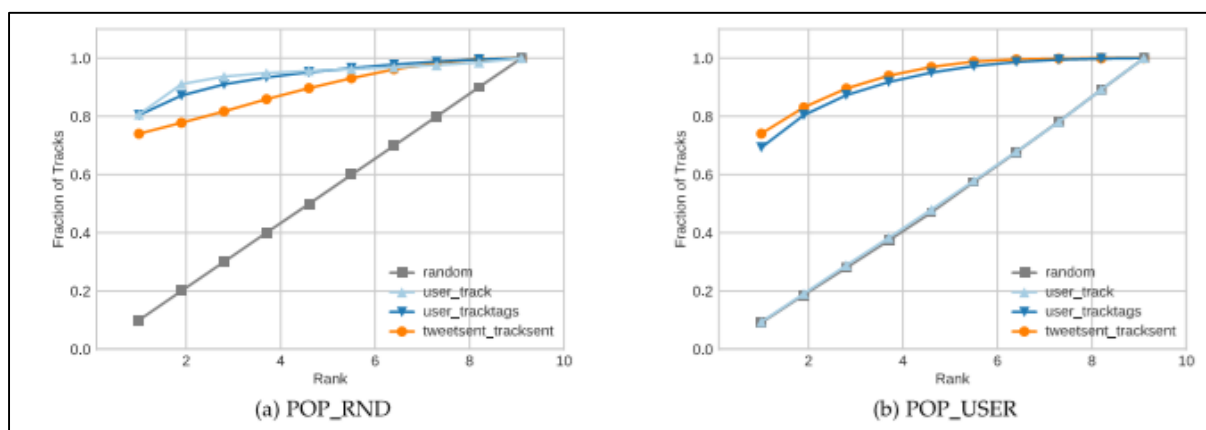 Fraction of Tracks
1.0
0.8
0.6
0.4
0.2
0.0
random
user_track
user_tracktags
tweetsent_tracksent
2 4 6 8 10
Rank
(a) POP_RND
Fraction of Tracks
1.0
0.8
0.6
0.4
0.2
0.0
random
user_track
user_tracktags
tweetsent_tracksent
2 4 6 8 10
Rank
(b) POP_USER